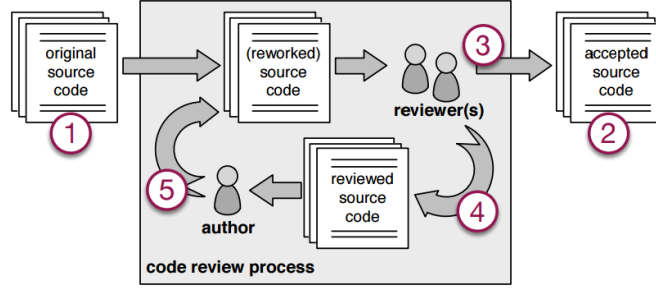 original
source
code
1
(reworked)
source
code
3
reviewer(s)
accepted
source
code
2
5
author
reviewed
source
code
4
code review process